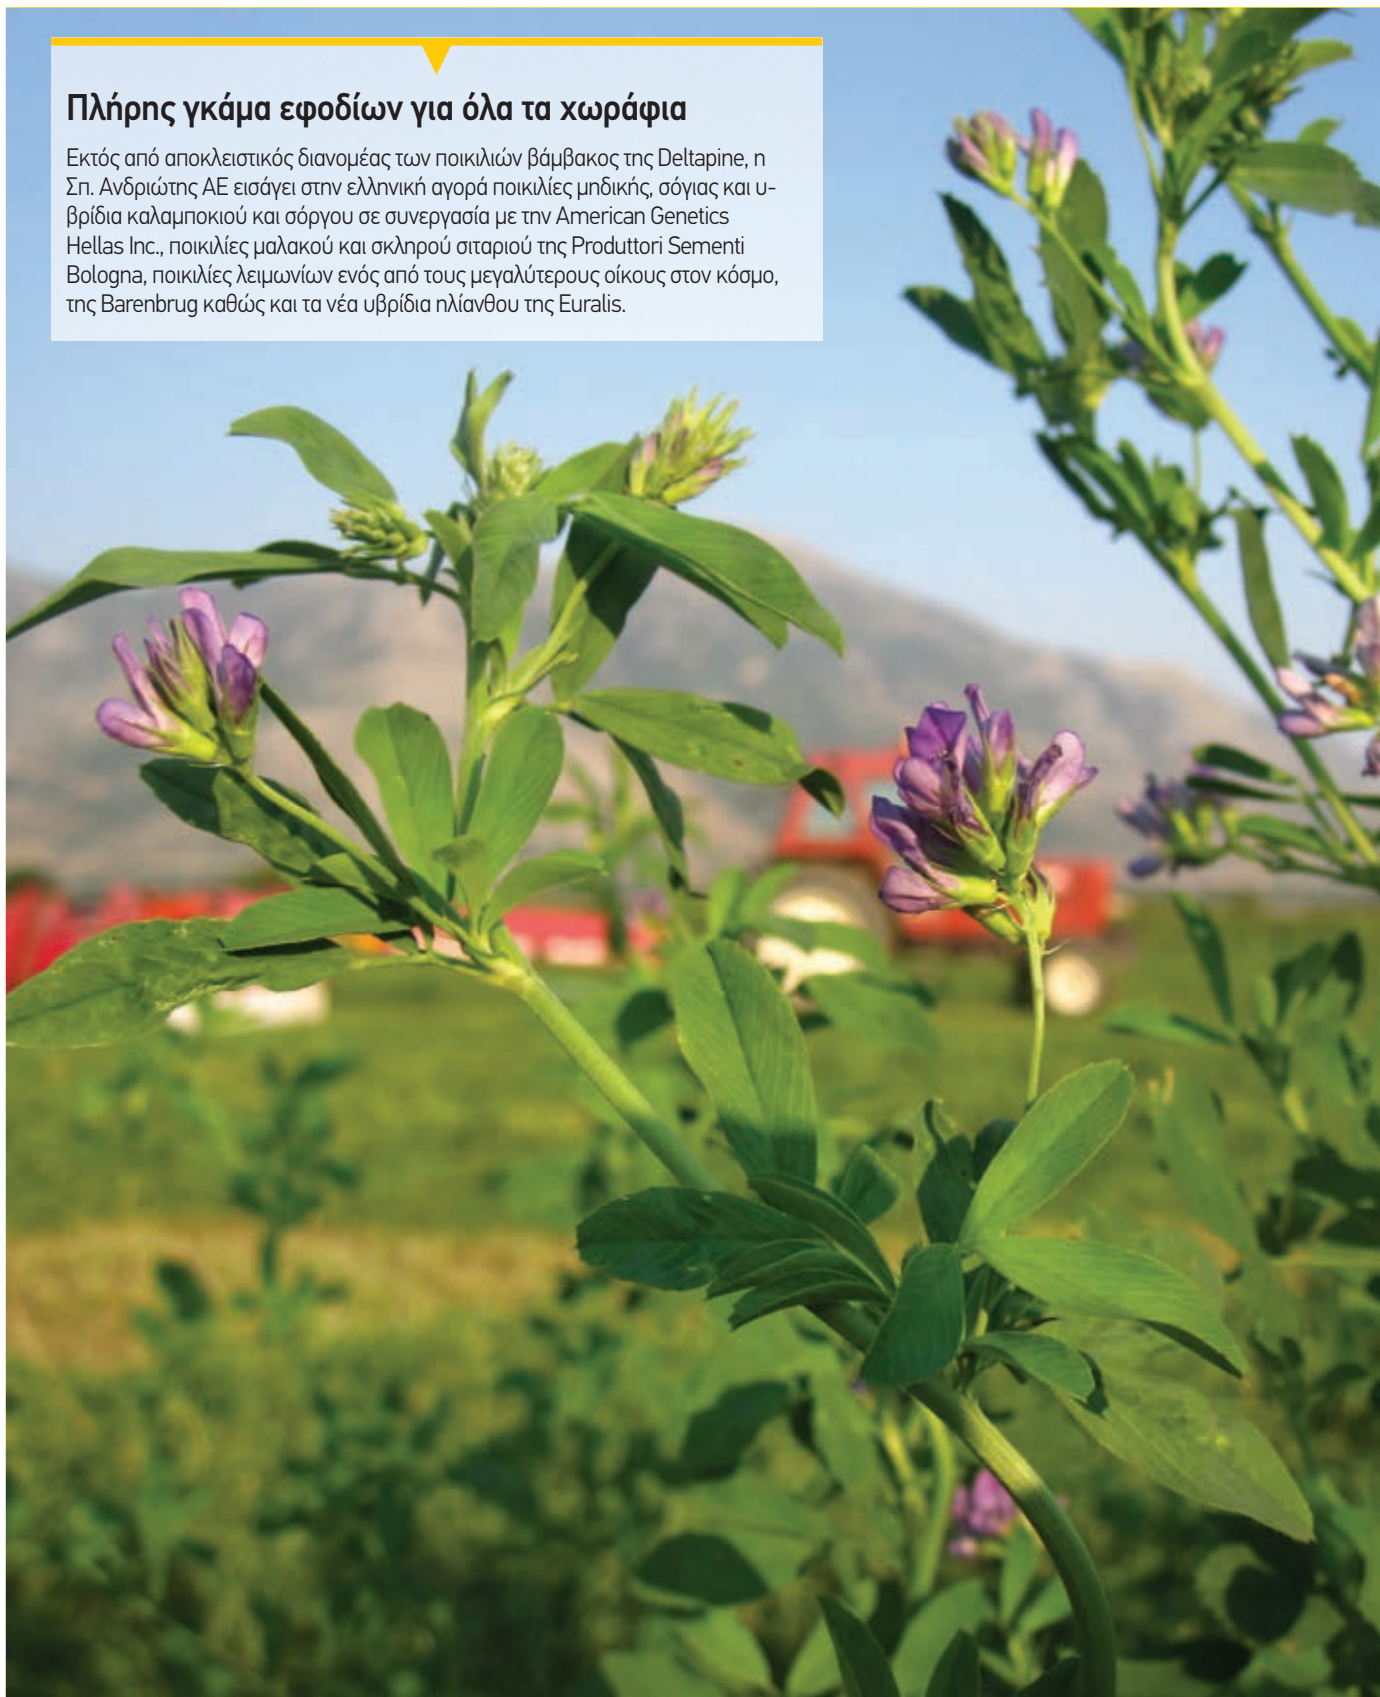 Πλήρης γκάμα εφοδίων για όλα τα χωράφια
Εκτός από αποκλειστικός διανομέας των ποικιλιών βάμβακος της Deltapine, η
Σπ. Ανδριώτης ΑΕ εισάγει στην ελληνική αγορά ποικιλίες μηδικής, σόγιας και υ-
βρίδια καλαμποκιού και σόργου σε συνεργασία με την American Genetics
Hellas Inc., ποικιλίες μαλακού και σκληρού σιταριού της Produttori Sementi
Bologna, ποικιλίες λειμωνίων ενός από τους μεγαλύτερους οίκους στον κόσμο,
της Barenbrug καθώς και τα νέα υβρίδια ηλίανθου της Euralis.